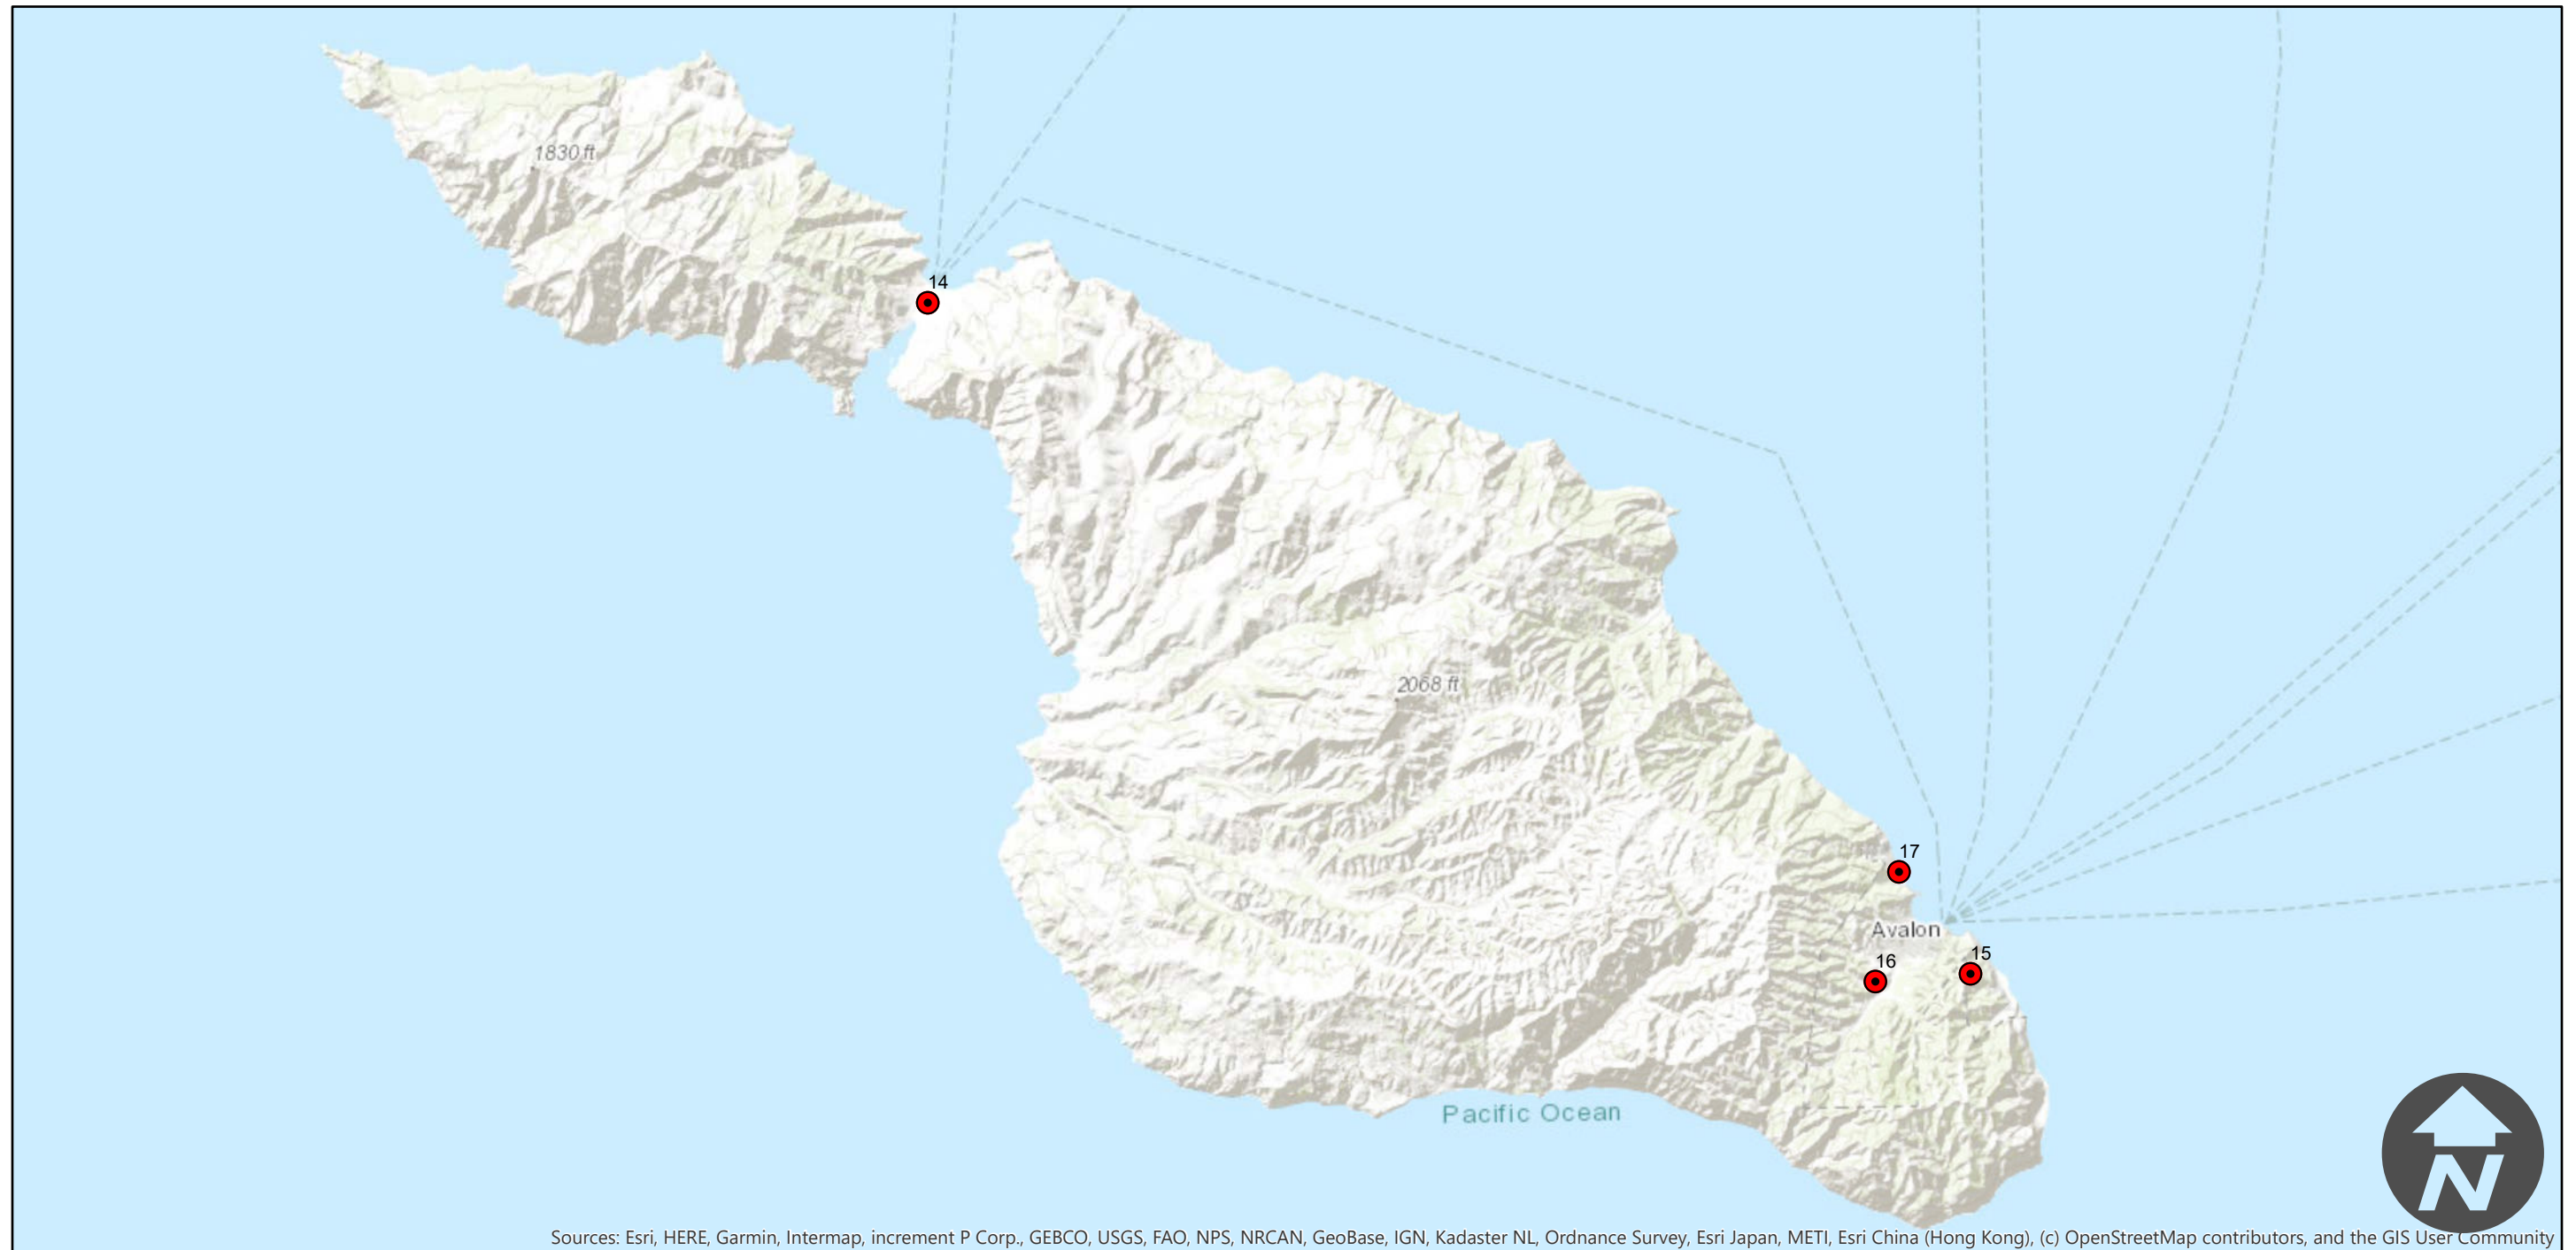 1830 ft
14
2068 ft
17
Avalon
15
16
Pacific Ocean
N
Sources: Esri, HERE, Garmin, Intermap, increment P Corp., GEBCO, USGS, FAO, NPS, NRCAN, GeoBase, IGN, Kadaster NL, Ordnance Survey, Esri Japan, METI, Esri China (Hong Kong), (c) OpenStreetMap contributors, and the GIS User Community